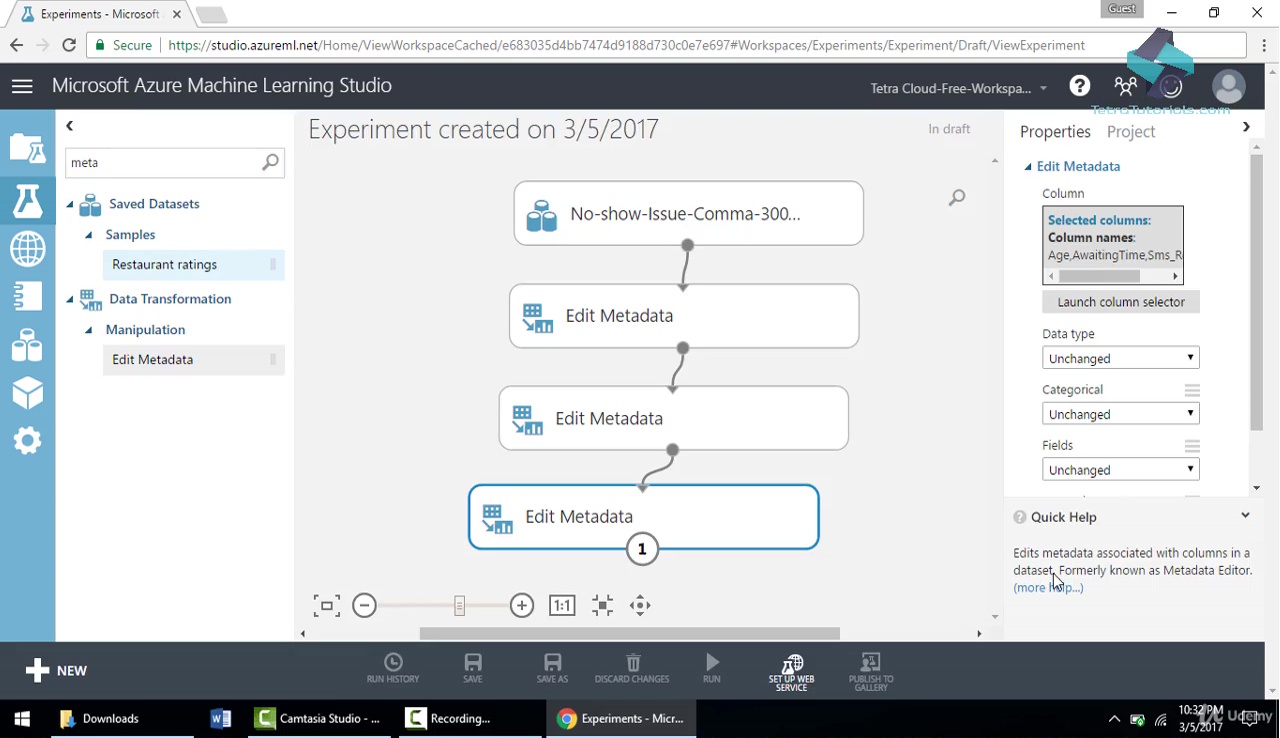 Experiments - Microsoft
Guest
Secure
https://studio.azureml.net/Home/ViewWorkspaceCached/e683035d4bb7474d9188d730c0e7e697#Workspaces/Experiments/Experiment/Draft/ViewExperiment
Microsoft Azure Machine Learning Studio
Tetra Cloud-Free-Workspa...
TetraTutorials.com
meta
Saved Datasets
Samples
Restaurant ratings
Data Transformation
Manipulation
Edit Metadata
Experiment created on 3/5/2017
In draft
No-show-Issue-Comma-300...
Edit Metadata
Edit Metadata
Edit Metadata
1
1:1
Properties
Project
Edit Metadata
Column
Selected columns:
Column names:
Age,AwaitingTime,Sms_R
Launch column selector
Data type
Unchanged
Categorical
Unchanged
Fields
Unchanged
Quick Help
Edits metadata associated with columns in a
dataset. Formerly known as Metadata Editor.
(more help...)
NEW
RUN HISTORY
SAVE
SAVE AS
DISCARD CHANGES
RUN
SET UP WEB
SERVICE
PUBLISH TO
GALLERY
Downloads
Camtasia Studio - ...
Recording...
Experiments - Micr...
10:32 PM
3/5/2017
Udemy